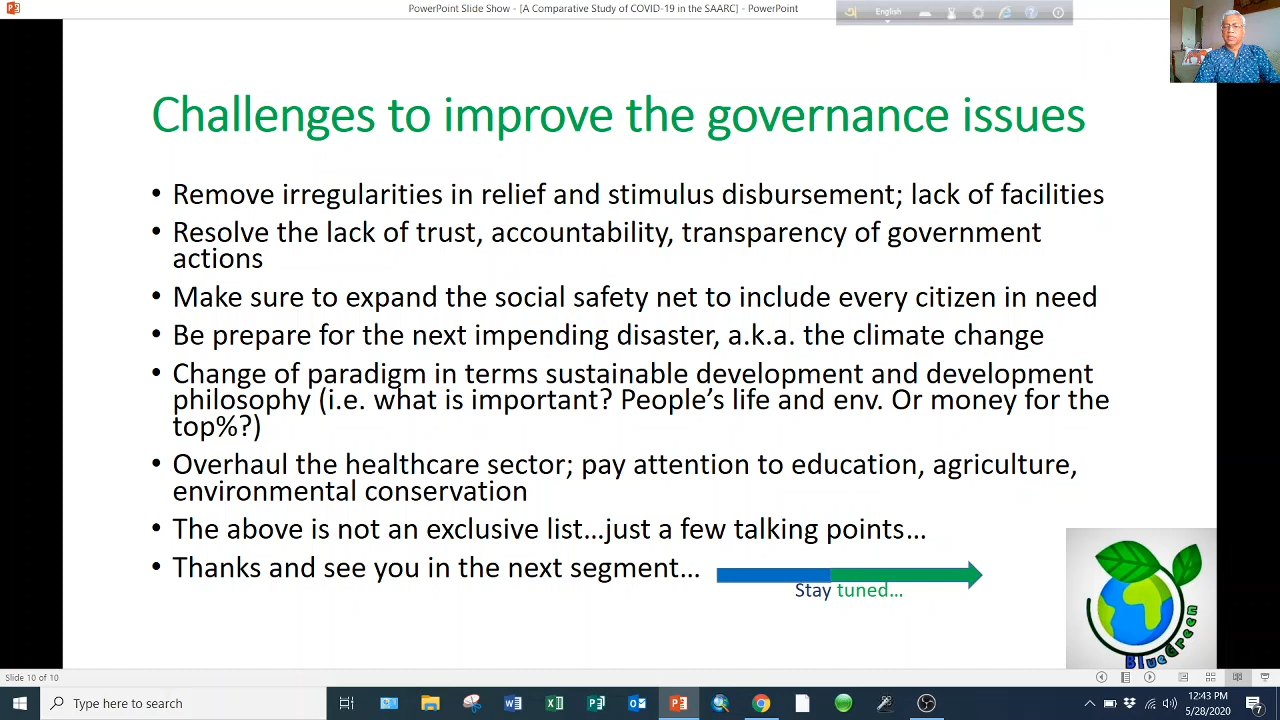 PowerPoint Slide Show - [A Comparative Study of COVID-19 in the SAARC] - PowerPoint
English
Challenges to improve the governance issues
• Remove irregularities in relief and stimulus disbursement; lack of facilities
• Resolve the lack of trust, accountability, transparency of government
actions
• Make sure to expand the social safety net to include every citizen in need
• Be prepare for the next impending disaster, a.k.a. the climate change
• Change of paradigm in terms sustainable development and development
philosophy (i.e. what is important? People's life and env. Or money for the
top%?)
• Overhaul the healthcare sector; pay attention to education, agriculture,
environmental conservation
• The above is not an exclusive list…just a few talking points…
• Thanks and see you in the next segment…
Stay tuned…
BlueGreen
Slide 10 of 10
Type here to search
12:43 PM
5/28/2020
7